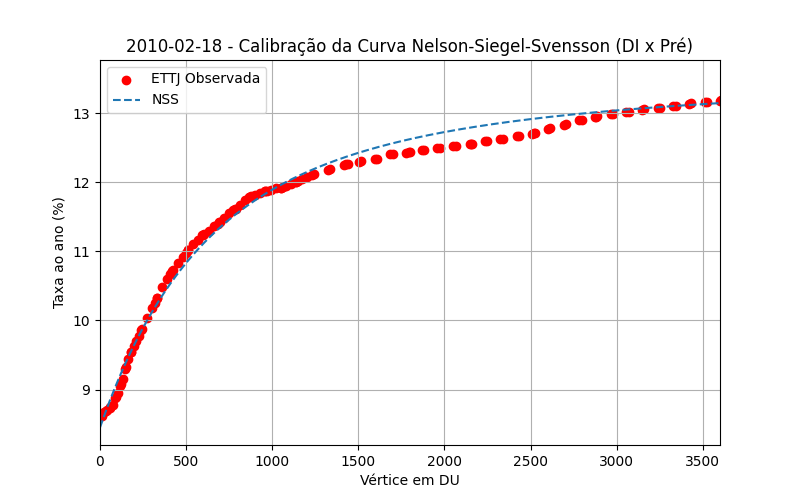 2010-02-18 - Calibração da Curva Nelson-Siegel-Svensson (DI x Pré)
ETTJ Observada
NSS
Taxa ao ano (%)
13
12
11
10
9
0 500 1000 1500 2000 2500 3000 3500
Vértice em DU